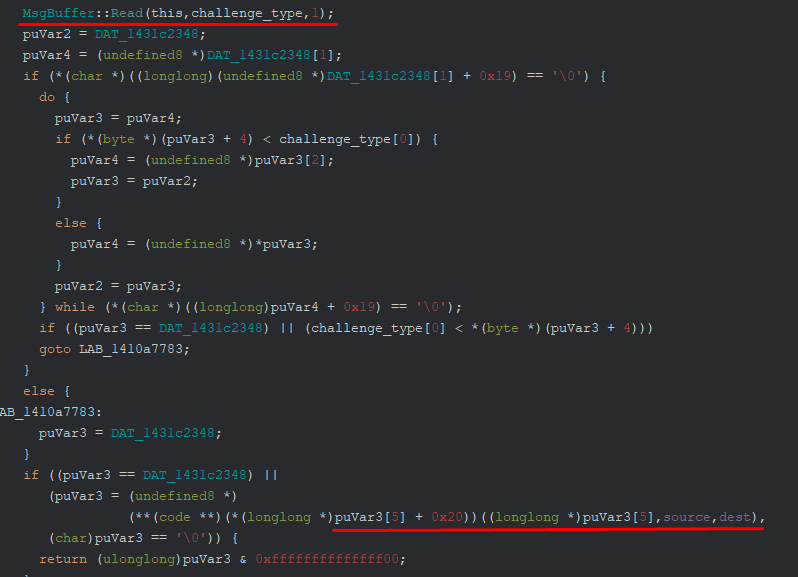 MsgBuffer::Read(this,challenge_type,1);
puVar2 = DAT_1431c2348;
puVar4 = (undefined8 *)DAT_1431c2348[1];
if (*(char *)((longlong)(undefined8 *)DAT_1431c2348[1] + 0x19) == '\0') {
do {
puVar3 = puVar4;
if (*(byte *)(puVar3 + 4) < challenge_type[0]) {
puVar4 = (undefined8 *)puVar3[2];
puVar3 = puVar2;
}
else {
puVar4 = (undefined8 *)*puVar3;
}
puVar2 = puVar3;
} while (*(char *)((longlong)puVar4 + 0x19) == '\0');
if ((puVar3 == DAT_1431c2348) || (challenge_type[0] < *(byte *)(puVar3 + 4)))
goto LAB_1410a7783;
}
else {
AB_1410a7783:
puVar3 = DAT_1431c2348;
}
if ((puVar3 == DAT_1431c2348) ||
(puVar3 = (undefined8 *)
(**(code **)(*(longlong *)puVar3[5] + 0x20))((longlong *)puVar3[5],source,dest),
(char)puVar3 == '\0')) {
return (ulonglong)puVar3 & 0xffffffffffffff00;